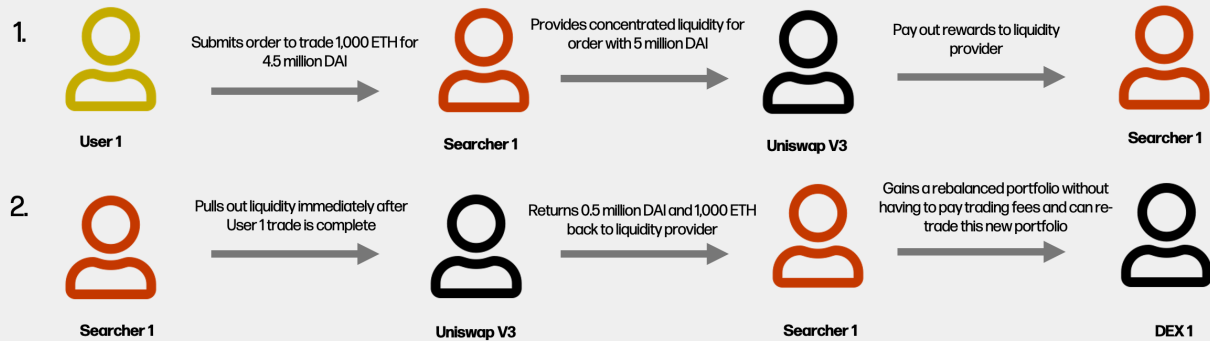 1.
Submits order to trade 1,000 ETH for
4.5 million DAI
Provides concentrated liquidity for
order with 5 million DAI
Pay out rewards to liquidity
provider
User 1
Searcher 1
Uniswap V3
Searcher 1
2.
Pulls out liquidity immediately after
User 1 trade is complete
Returns 0.5 million DAI and 1,000 ETH
back to liquidity provider
Gains a rebalanced portfolio without
having to pay trading fees and can re-
trade this new portfolio
Searcher 1
Uniswap V3
Searcher 1
DEX 1